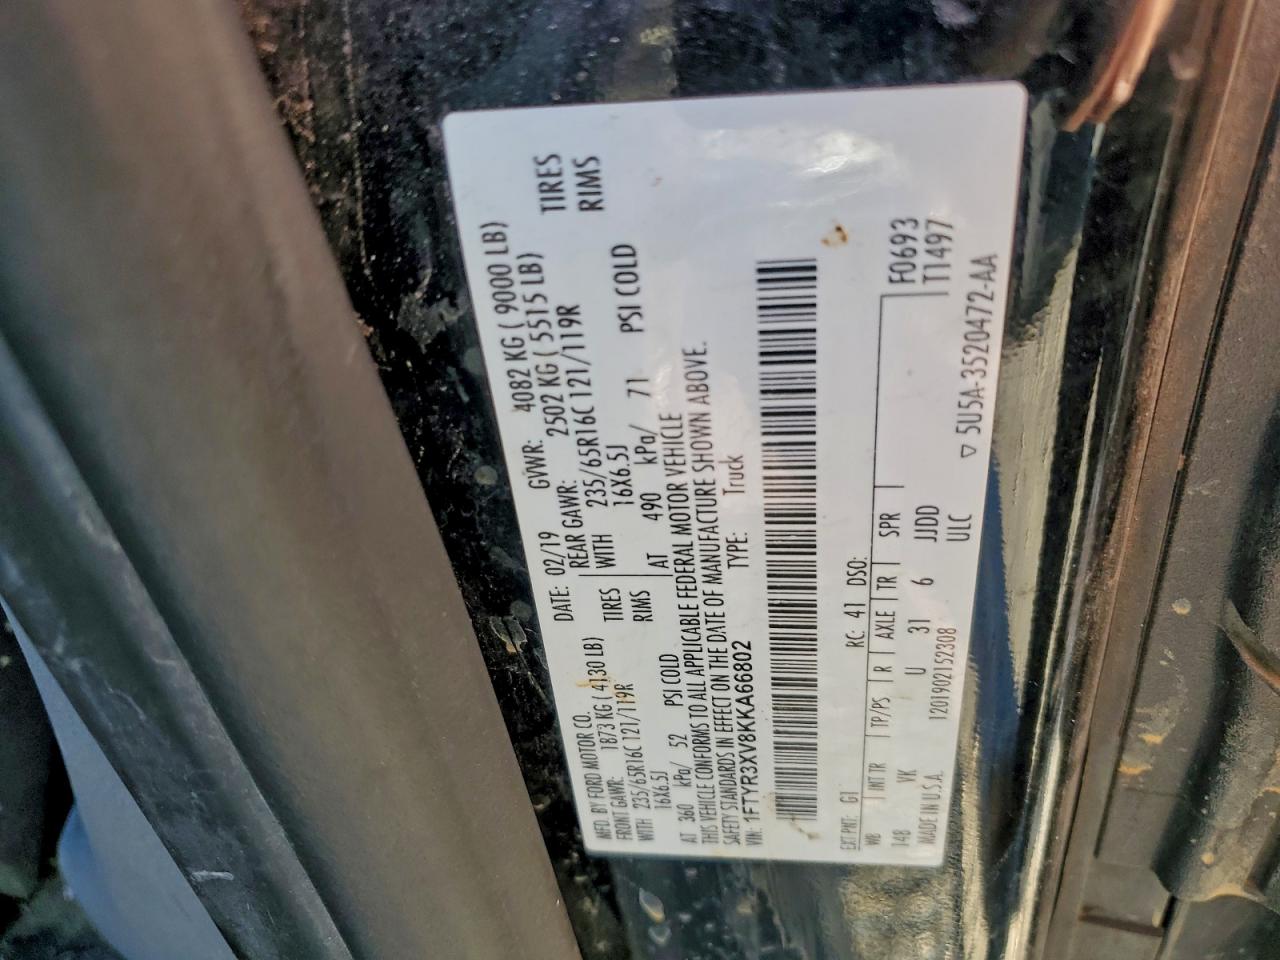 MFD. BY FORD MOTOR CO.
DATE: 02/19 GVWR: 4082 KG ( 9000 LB)
FRONT GAWR: 1873 KG ( 4130 LB) REAR GAWR: 2502 KG ( 5515 LB)
WITH 235/65R16C 121/119R TIRES WITH 235/65R16C 121/119R TIRES
16X6.5J RIMS 16X6.5J RIMS
AT 360 kPa/ 52 PSI COLD AT 490 kPa/ 71 PSI COLD
THIS VEHICLE CONFORMS TO ALL APPLICABLE FEDERAL MOTOR VEHICLE
SAFETY STANDARDS IN EFFECT ON THE DATE OF MANUFACTURE SHOWN ABOVE.
VIN: 1FTYR3XV8KKA66802 TYPE: Truck
EXT PNT: G1 RC: 41 DSO:
WB INT TR TP/PS R AXLE TR SPR F0693
148 VK U 31 6 JJDD T1497
MADE IN U.S.A. 1201902152308 ULC
▽ 5U5A-3520472-AA